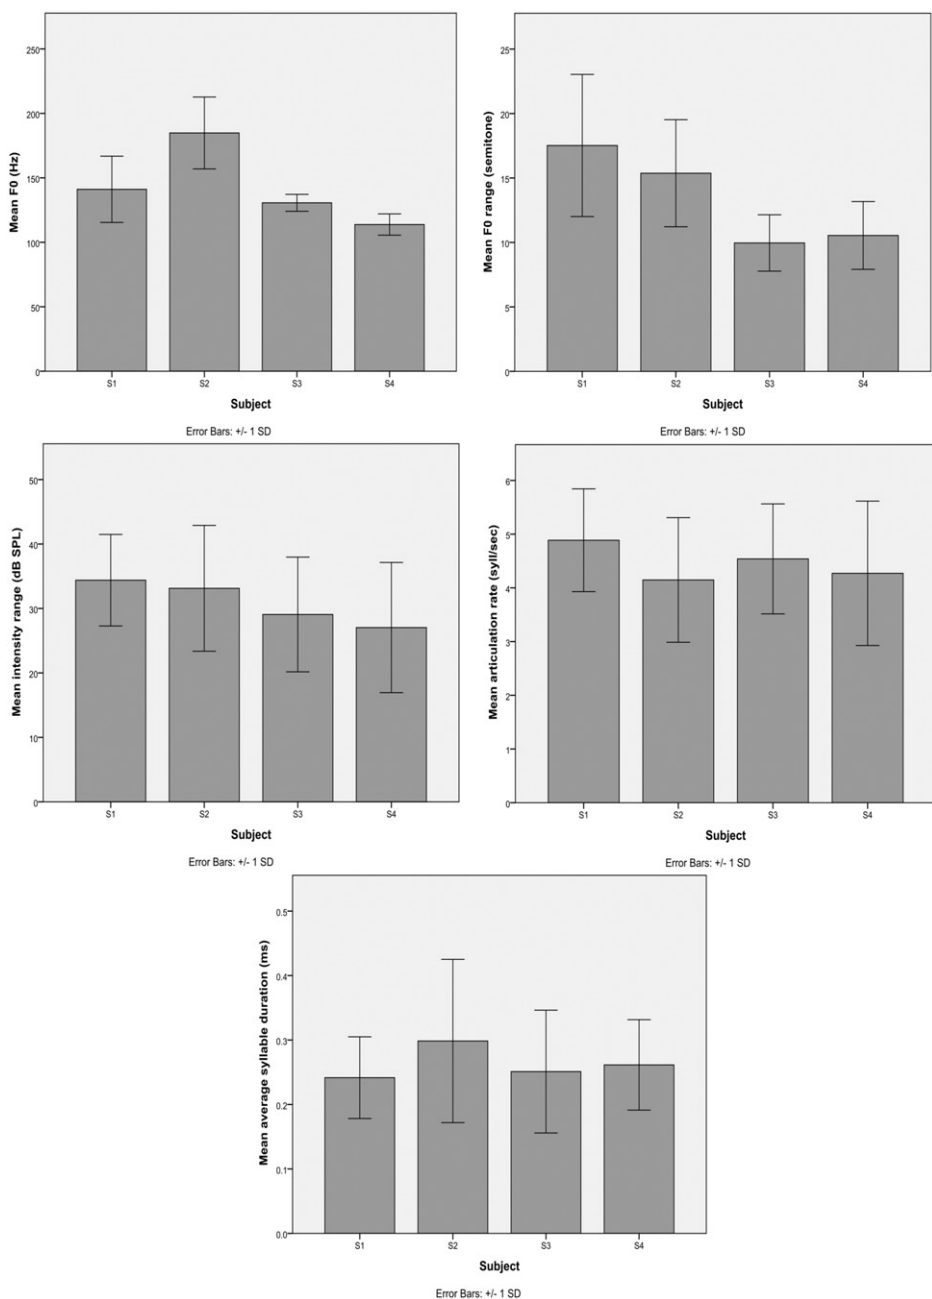 Mean F0 (Hz)
250
200
150
100
50
0
S1 S2 S3 S4
Subject
Error Bars: +/- 1 SD
Mean F0 range (semitone)
25
20
15
10
5
0
S1 S2 S3 S4
Subject
Error Bars: +/- 1 SD
Mean intensity range (dB SPL)
50
40
30
20
10
0
S1 S2 S3 S4
Subject
Error Bars: +/- 1 SD
Mean articulation rate (syll/sec)
6
5
4
3
2
1
0
S1 S2 S3 S4
Subject
Error Bars: +/- 1 SD
Mean average syllable duration (ms)
0.5
0.4
0.3
0.2
0.1
0.0
S1 S2 S3 S4
Subject
Error Bars: +/- 1 SD